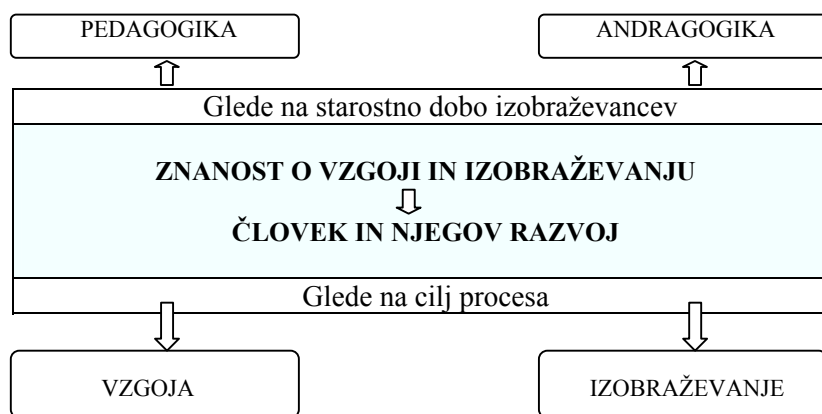 PEDAGOGIKA
ANDRAGOGIKA
Glede na starostno dobo izobraževancev
ZNANOST O VZGOJI IN IZOBRAŽEVANJU
ČLOVEK IN NJEGOV RAZVOJ
Glede na cilj procesa
VZGOJA
IZOBRAŽEVANJE